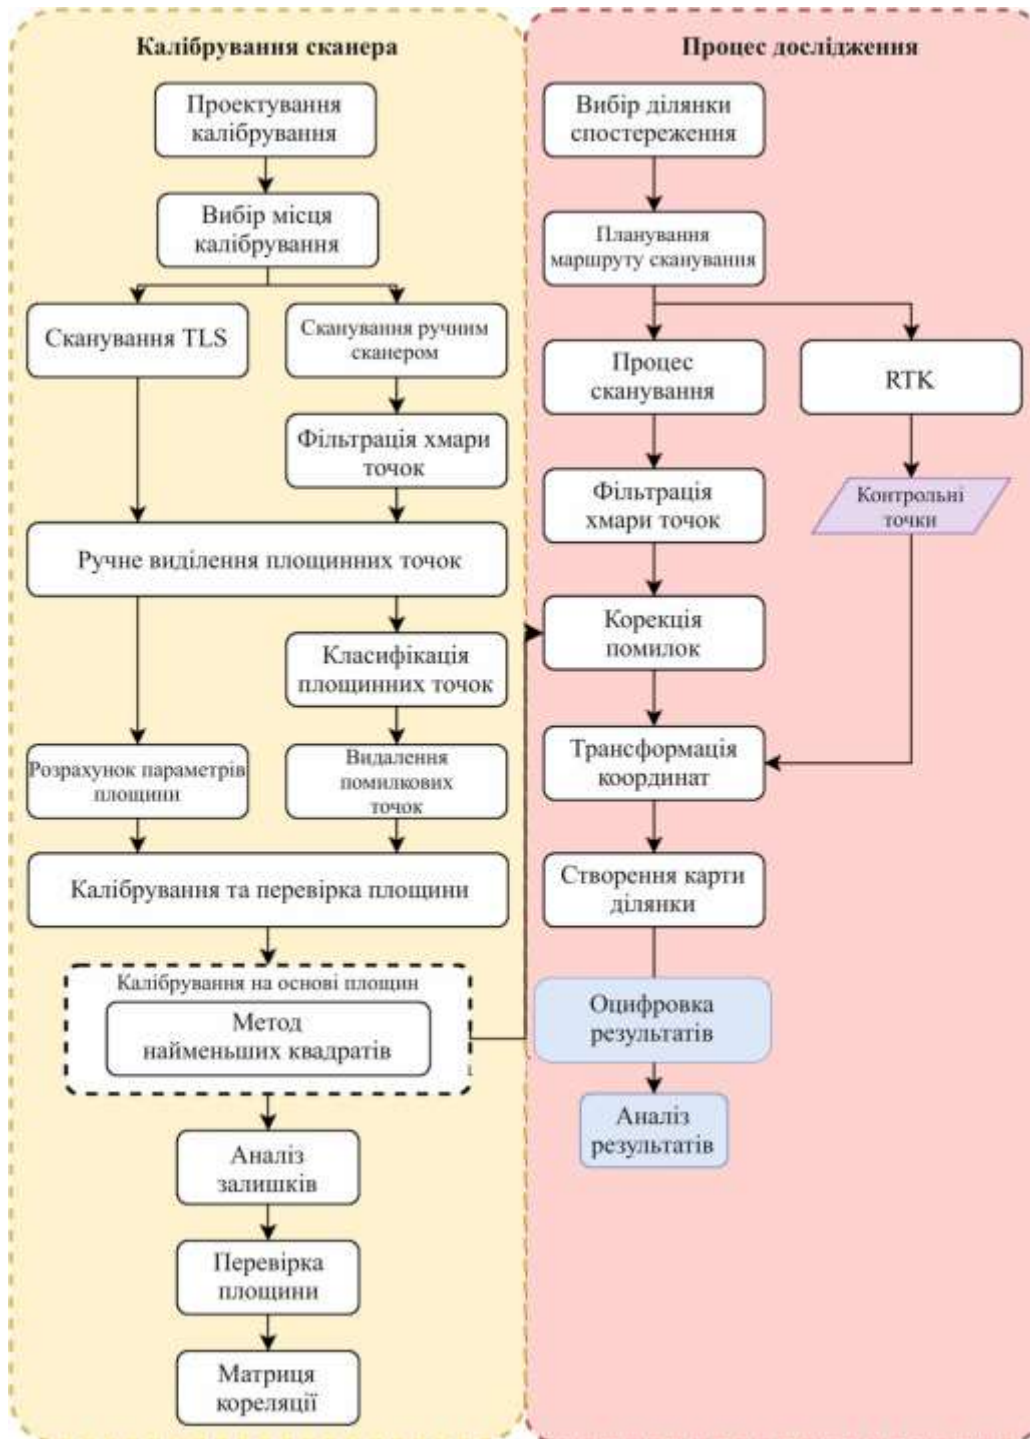 Калібрування сканера
Проектування
калібрування
Вибір місця
калібрування
Сканування TLS
Сканування ручним
сканером
Фільтрація хмари
точок
Ручне виділення площинних точок
Класифікація
площинних точок
Розрахунок параметрів
площини
Видалення
помилкових
точок
Калібрування та перевірка площини
Калібрування на основі площин
Метод
найменьших квадратів
Аналіз
залишків
Перевірка
площини
Матриця
кореляції
Процес дослідження
Вибір ділянки
спостереження
Планування
маршруту сканування
Процес
сканування
RTK
Фільтрація
хмари точок
Контрольні
точки
Корекція
помилок
Трансформація
координат
Створення карти
ділянки
Оцифровка
результатів
Аналіз
результатів